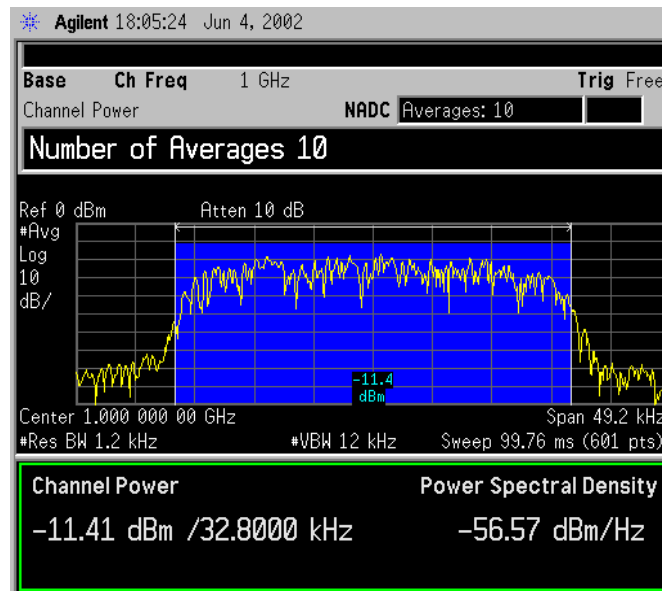 Agilent 18:05:24 Jun 4, 2002
Base Ch Freq 1 GHz Trig Free
Channel Power NADC Averages: 10
Number of Averages 10
Ref 0 dBm Atten 10 dB
#Avg
Log
10
dB/
-11.4
dBm
Center 1.000 000 00 GHz Span 49.2 kHz
#Res BW 1.2 kHz #VBW 12 kHz Sweep 99.76 ms (601 pts)
Channel Power Power Spectral Density
-11.41 dBm /32.8000 kHz -56.57 dBm/Hz